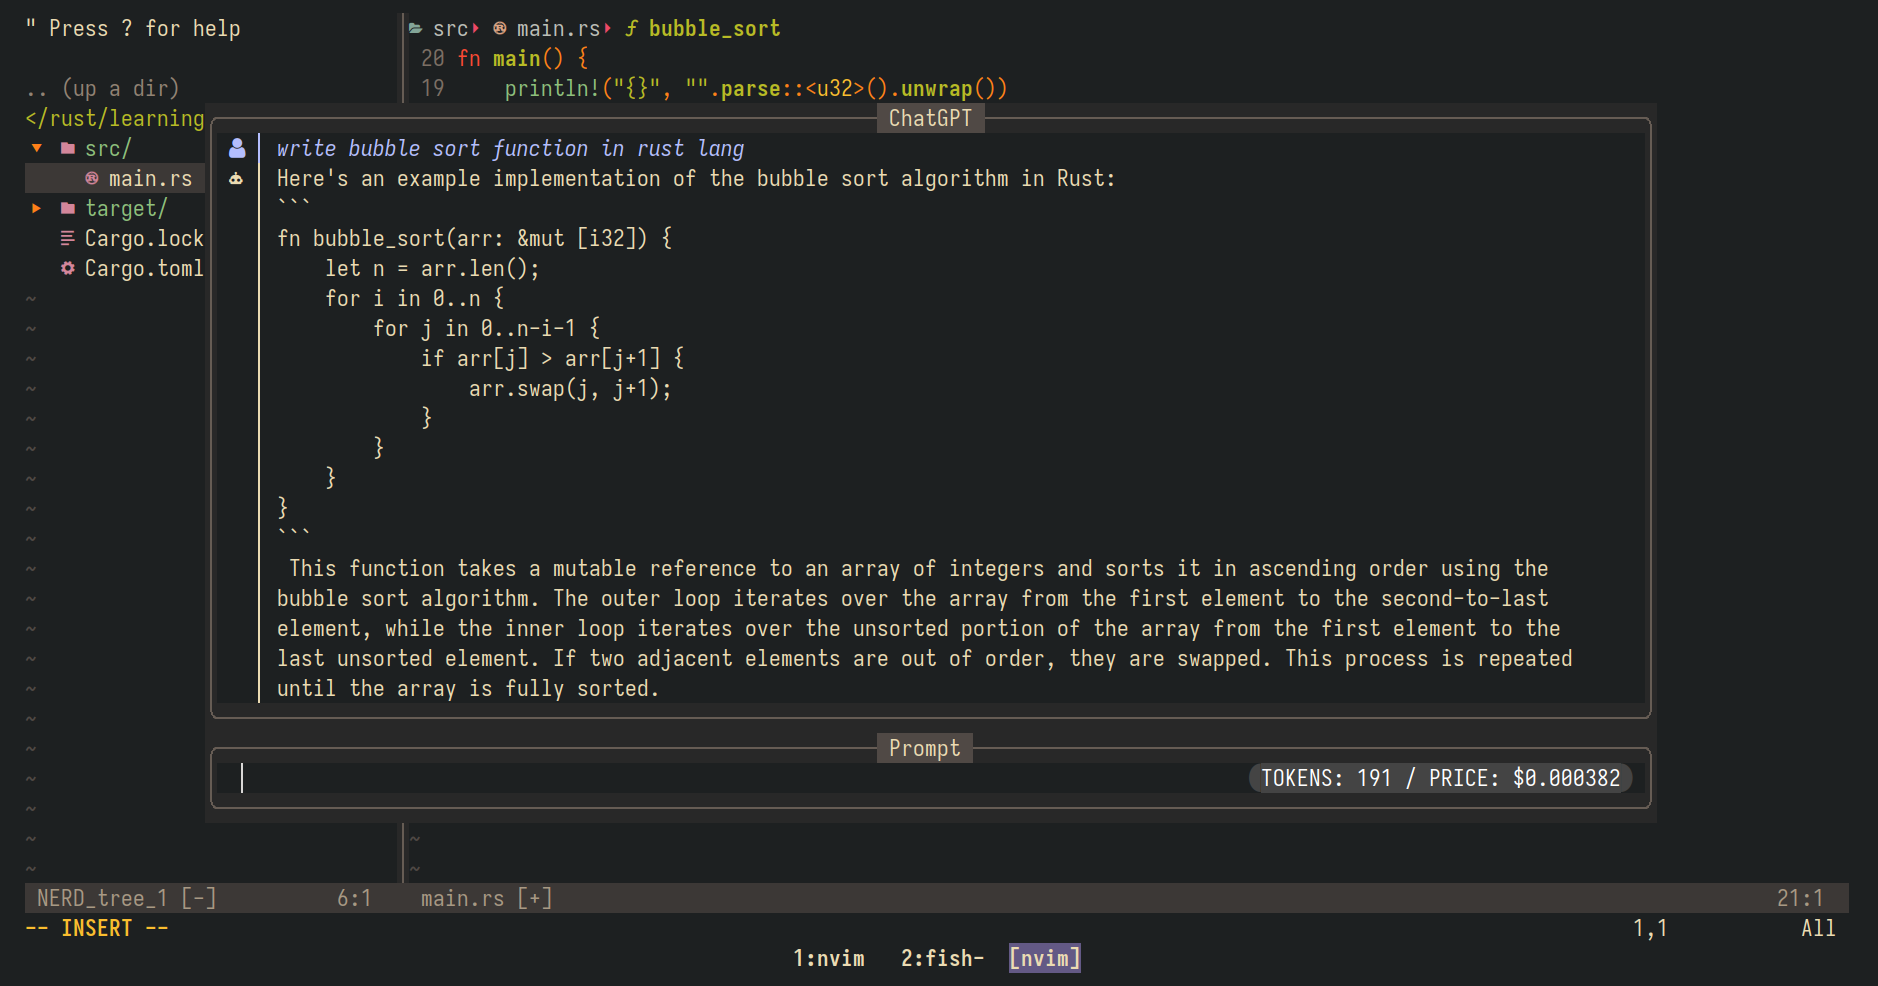 " Press ? for help
.. (up a dir)
</rust/learning
src/
main.rs
target/
Cargo.lock
Cargo.toml
src main.rs ƒ bubble_sort
20 fn main() {
19     println!("{}", "".parse::<u32>().unwrap())
ChatGPT
write bubble sort function in rust lang
Here's an example implementation of the bubble sort algorithm in Rust:
```
fn bubble_sort(arr: &mut [i32]) {
    let n = arr.len();
    for i in 0..n {
        for j in 0..n-i-1 {
            if arr[j] > arr[j+1] {
                arr.swap(j, j+1);
            }
        }
    }
}
```
 This function takes a mutable reference to an array of integers and sorts it in ascending order using the
bubble sort algorithm. The outer loop iterates over the array from the first element to the second-to-last
element, while the inner loop iterates over the unsorted portion of the array from the first element to the
last unsorted element. If two adjacent elements are out of order, they are swapped. This process is repeated
until the array is fully sorted.
Prompt
TOKENS: 191 / PRICE: $0.000382
NERD_tree_1 [-] 6:1 main.rs [+] 21:1
-- INSERT -- 1,1 All
1:nvim 2:fish- [nvim]